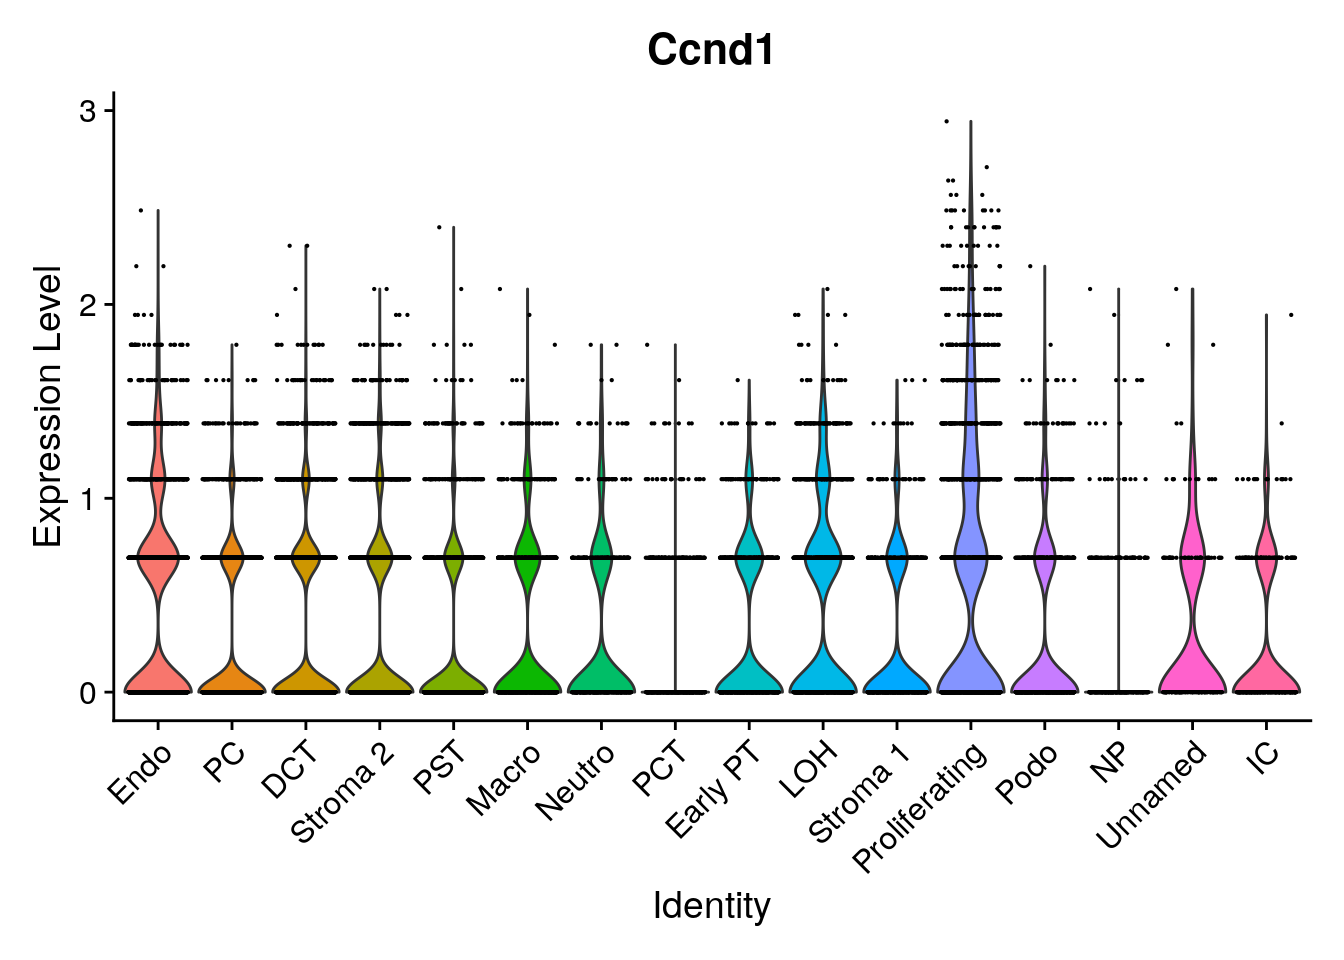 Ccnd1
Expression Level
3
2
1
0
Endo
PC
DCT
Stroma 2
PST
Macro
Neutro
PCT
Early PT
LOH
Stroma 1
Proliferating
Podo
NP
Unnamed
IC
Identity